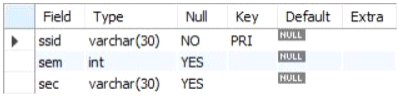 Field Type Null Key Default Extra
ssid varchar(30) NO PRI NULL
sem int YES NULL
sec varchar(30) YES NULL